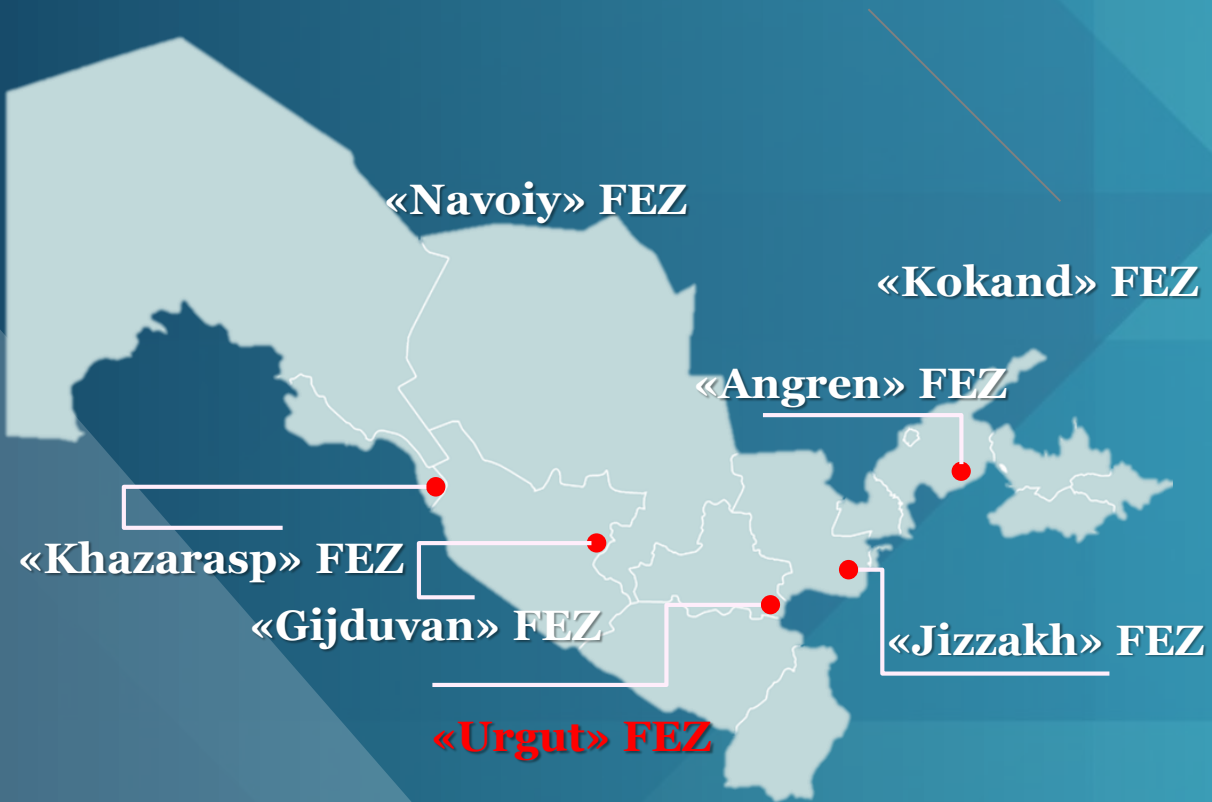 «Navoiy» FEZ
«Kokand» FEZ
«Angren» FEZ
«Khazarasp» FEZ
«Gijduvan» FEZ
«Jizzakh» FEZ
«Urgut» FEZ